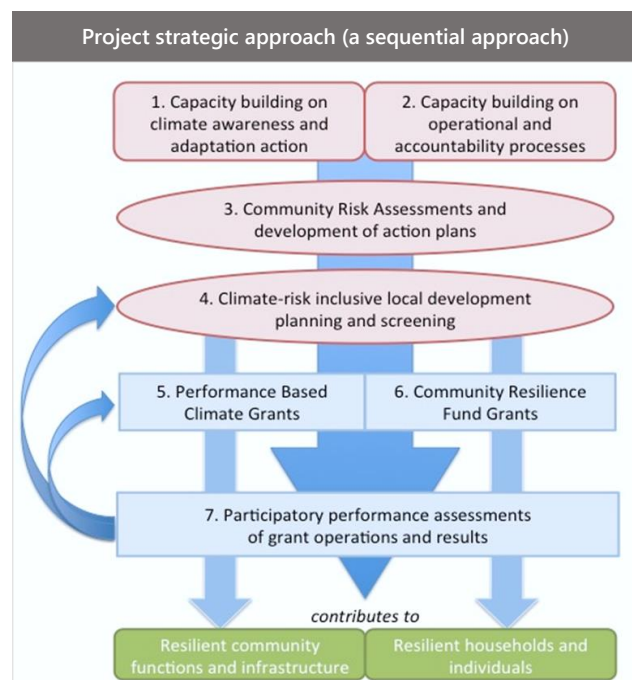 Project strategic approach (a sequential approach)
1. Capacity building on
climate awareness and
adaptation action
2. Capacity building on
operational and
accountability processes
3. Community Risk Assessments and
development of action plans
4. Climate-risk inclusive local development
planning and screening
5. Performance Based
Climate Grants
6. Community Resilience
Fund Grants
7. Participatory performance assessments
of grant operations and results
contributes to
Resilient community
functions and infrastructure
Resilient households and
individuals